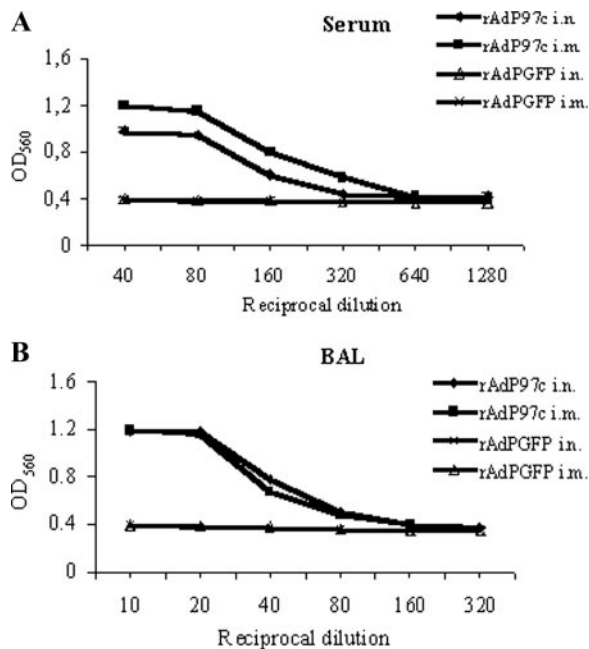 A
Serum
rAdP97c i.n.
rAdP97c i.m.
rAdPGFP i.n.
rAdPGFP i.m.
1,6
1,2
0,8
0,4
0
OD560
40 80 160 320 640 1280
Reciprocal dilution
B
BAL
rAdP97c i.n.
rAdP97c i.m.
rAdPGFP i.n.
rAdPGFP i.m.
1.6
1.2
0.8
0.4
0
OD560
10 20 40 80 160 320
Reciprocal dilution